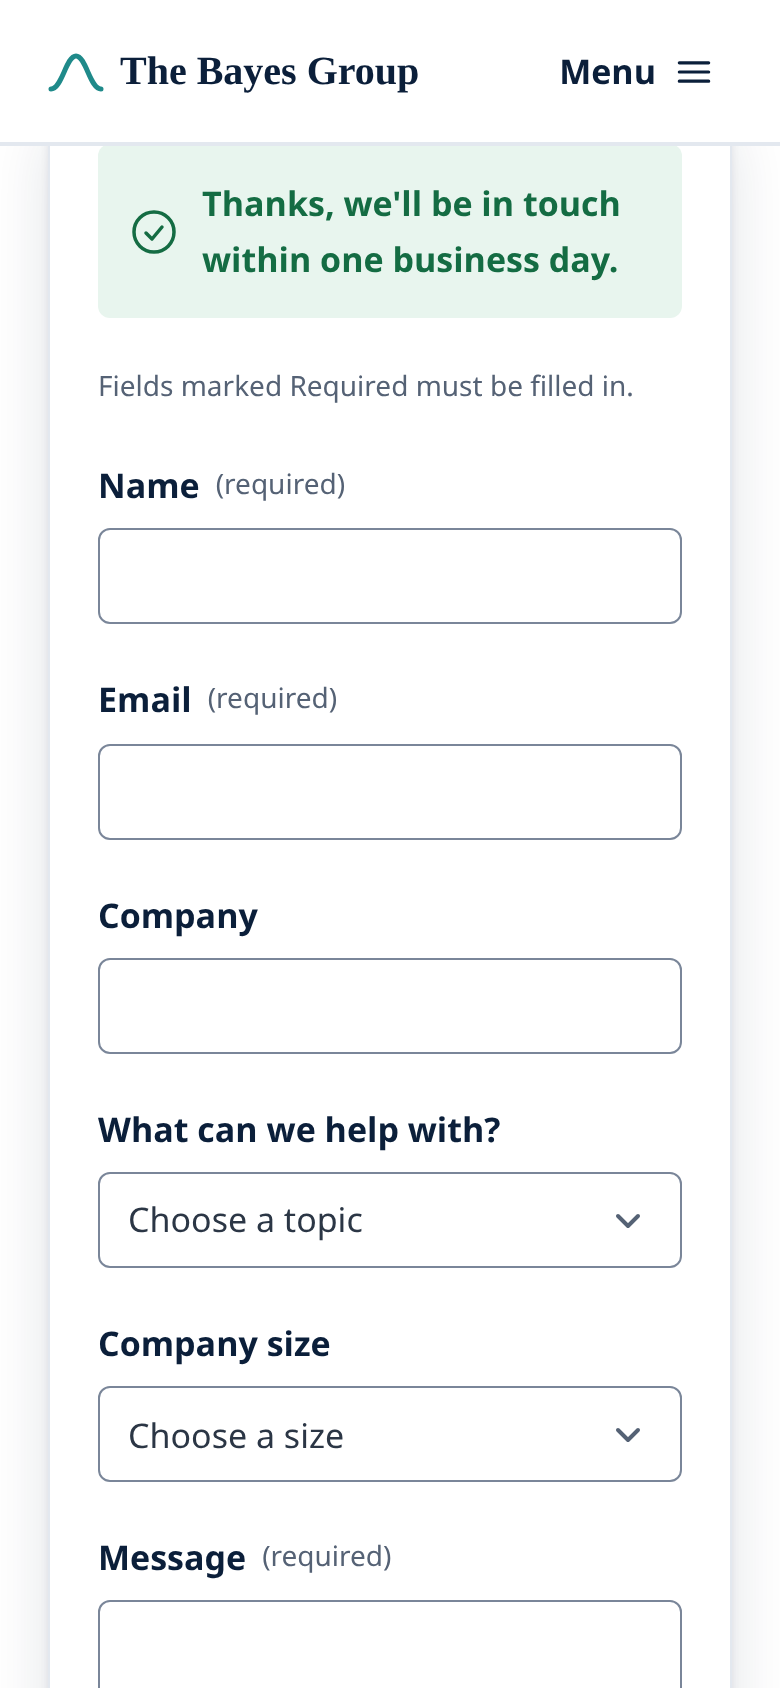 The Bayes Group
Menu
Thanks, we'll be in touch
within one business day.
Fields marked Required must be filled in.
Name (required)
Email (required)
Company
What can we help with?
Choose a topic
Company size
Choose a size
Message (required)